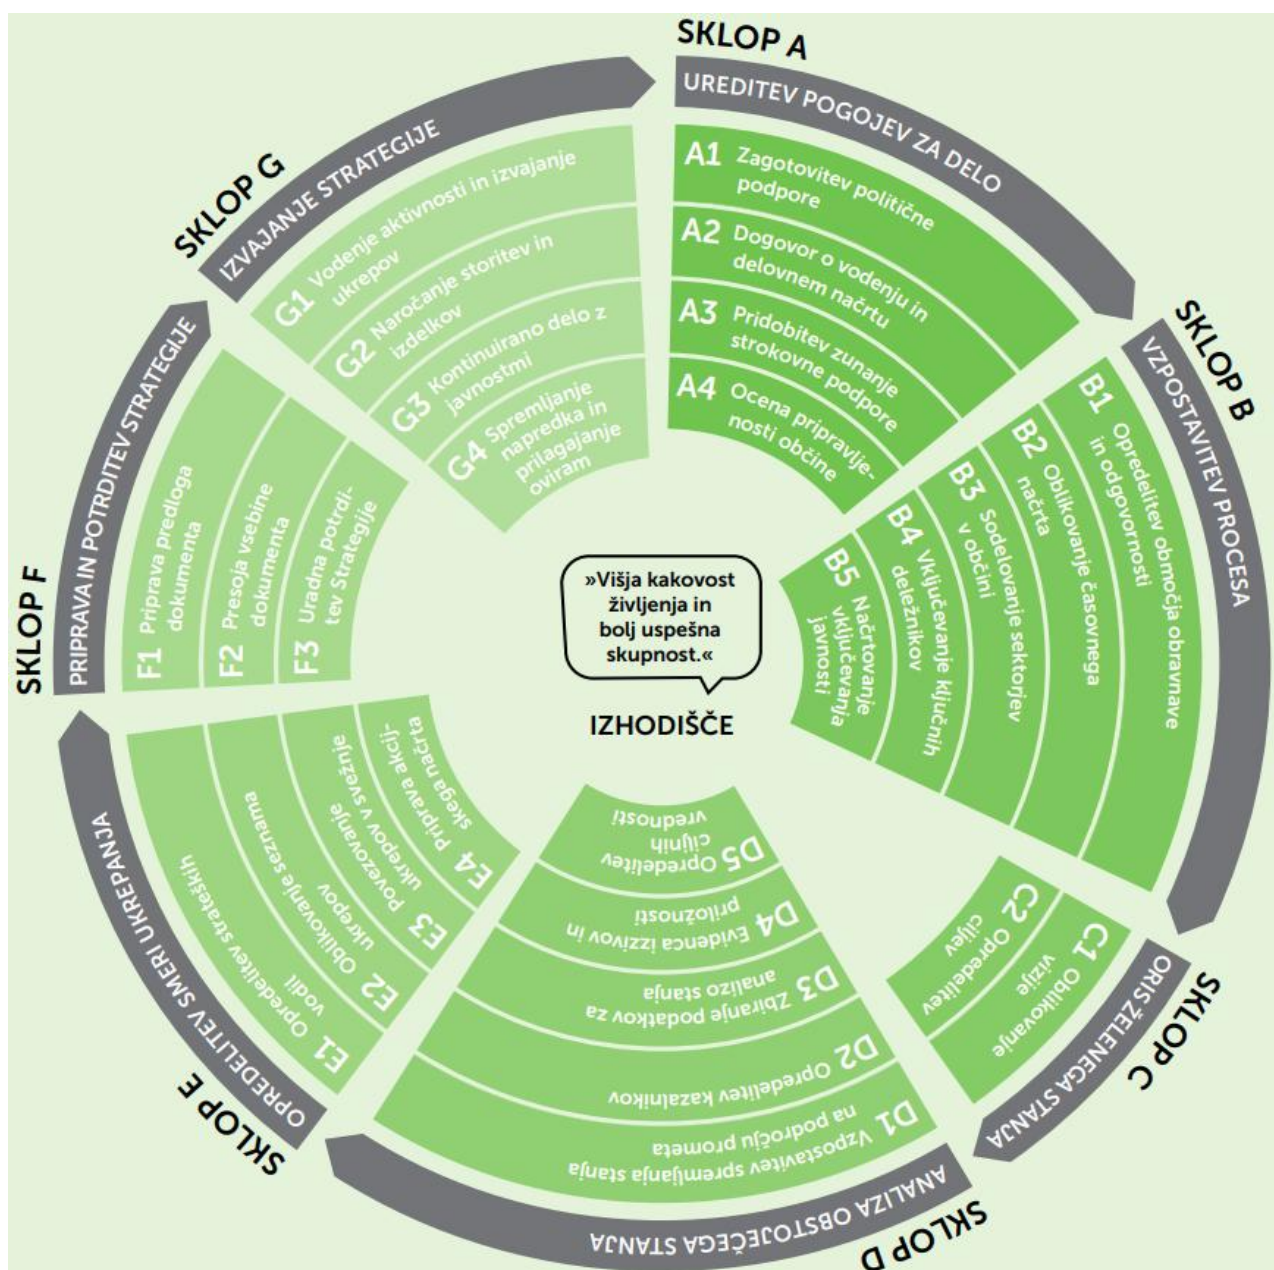 SKLOP A
UREDITEV POGOJEV ZA DELO
A1 Zagotovitev politične
podpore
A2 Dogovor o vodenju in
delovnem načrtu
A3 Pridobitev zunanje
strokovne podpore
A4 Ocena pripravlje-
nosti občine
SKLOP B
VZPOSTAVITEV PROCESA
B1 Opredelitev območja obravnave
in odgovornosti
B2 Oblikovanje časovnega
načrta
B3 Sodelovanje sektorjev
v občini
B4 Vključevanje ključnih
deležnikov
B5 Načrtovanje
vključevanja
javnosti
SKLOP C
ORIS ŽELENEGA STANJA
C1 Oblikovanje
vizije
C2 Opredelitev
ciljev
SKLOP D
ANALIZA OBSTOJEČEGA STANJA
D1 Vzpostavitev spremljanja stanja
na področju prometa
D2 Opredelitev kazalnikov
D3 Zbiranje podatkov za
analizo stanja
D4 Evidenca izzivov in
priložnosti
D5 Opredelitev
ciljnih
vrednosti
SKLOP E
OPREDELITEV SMERI UKREPANJA
E1 Opredelitev strateških
vodil
E2 Oblikovanje seznama
ukrepov
E3 Povezovanje
ukrepov v svežnje
E4 Priprava akcij-
skega načrta
SKLOP F
PRIPRAVA IN POTRDITEV STRATEGIJE
F1 Priprava predloga
dokumenta
F2 Presoja vsebine
dokumenta
F3 Uradna potrdi-
tev Strategije
SKLOP G
IZVAJANJE STRATEGIJE
G1 Vodenje aktivnosti in izvajanje
ukrepov
G2 Naročanje storitev in
izdelkov
G3 Kontinuirano delo z
javnostmi
G4 Spremljanje
napredka in
prilagajanje
oviram
»Višja kakovost
življenja in
bolj uspešna
skupnost.«
IZHODIŠČE